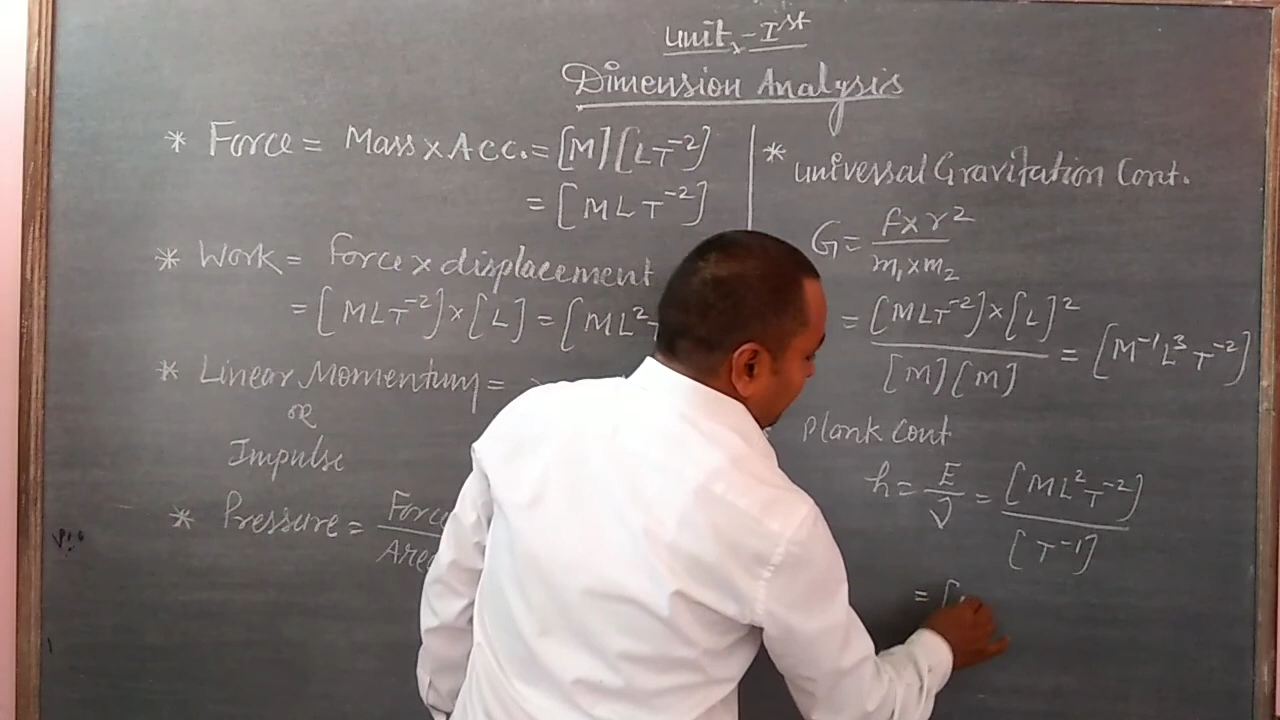 Unit - Ist
Dimension Analysis
* Force = Mass x Acc. = [M][LT⁻²]
= [MLT⁻²]
* Work = Force x displacement
= [MLT⁻²] x [L] = [ML²
* Linear Momentum =
or
Impulse
* Pressure = Force / Area
* universal Gravitation Cont.
G = F x r² / m₁ x m₂
= [MLT⁻²] x [L]² / [M][M] = [M⁻¹L³T⁻²]
Plank Cont
h = E / ν = [ML²T⁻²] / [T⁻¹]
= [